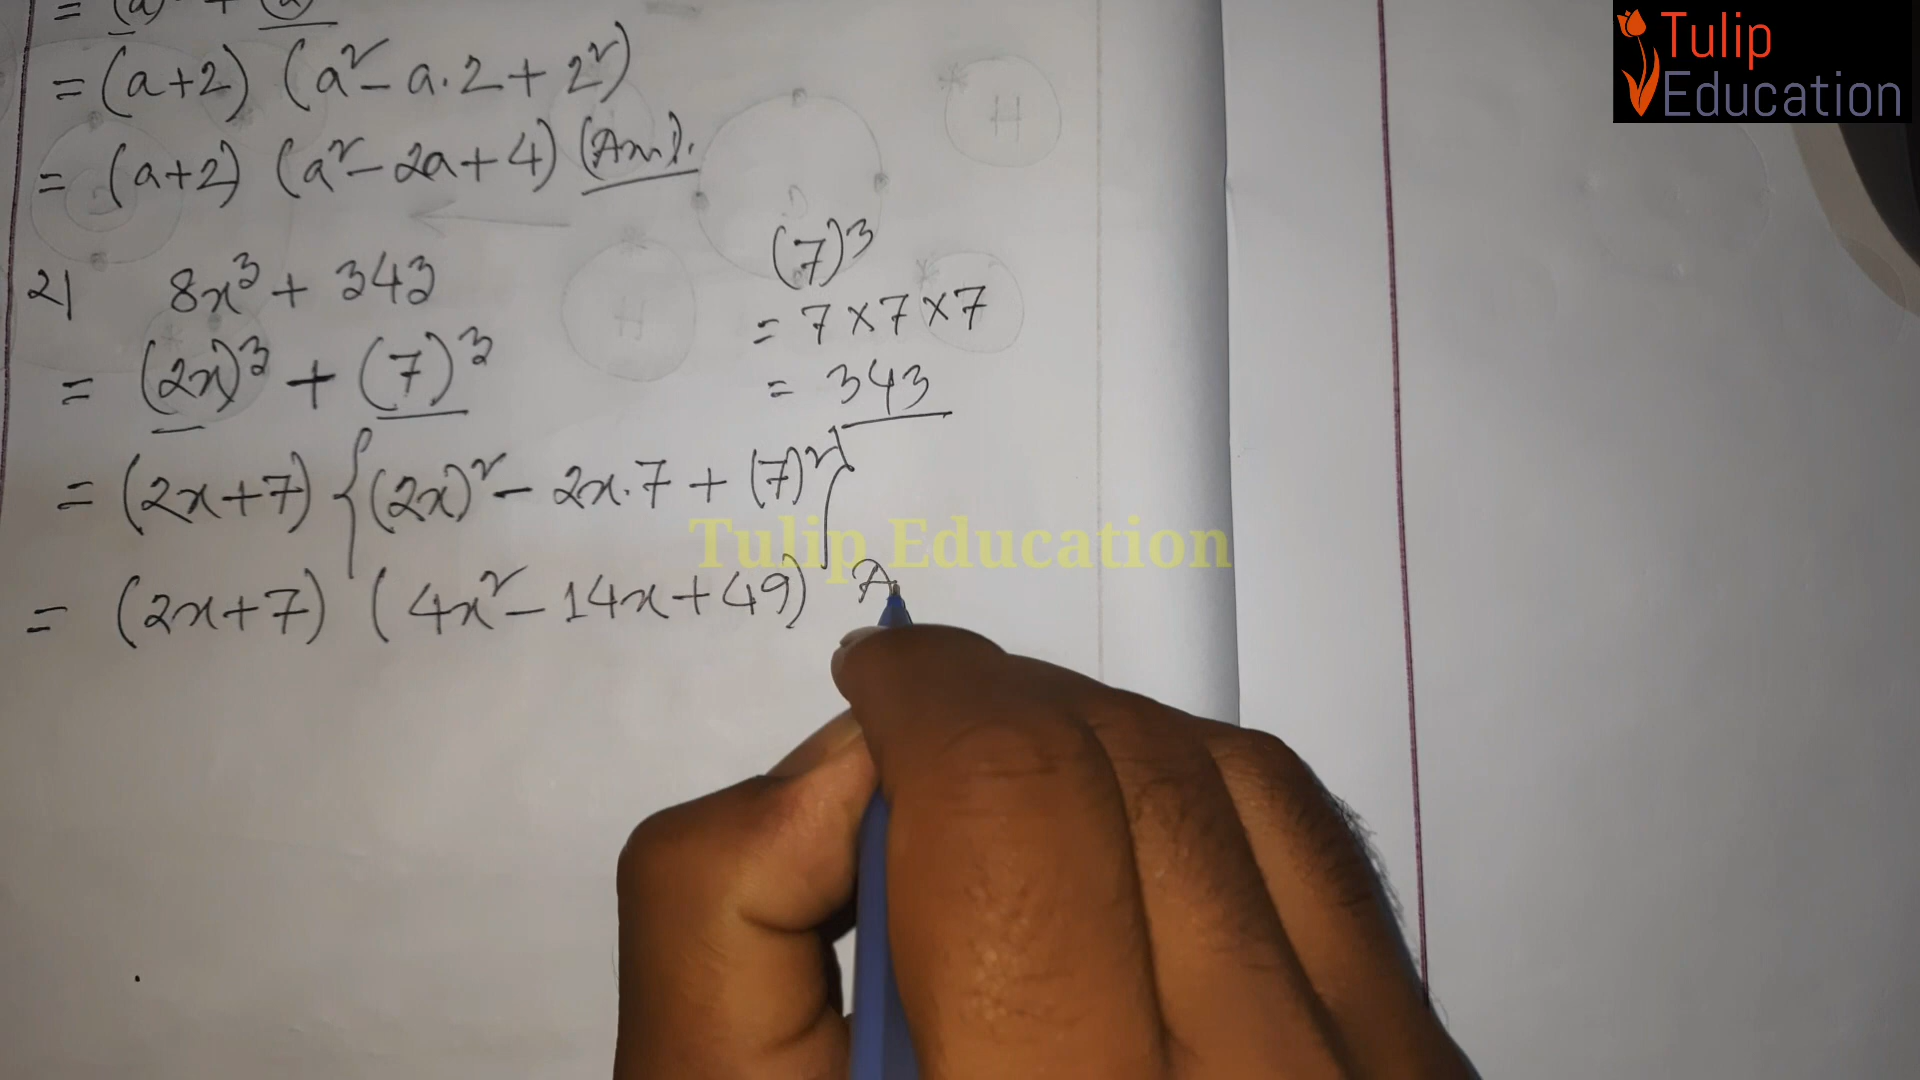 = (a) + (2)
= (a+2) (a² - a.2 + 2²)
= (a+2) (a² - 2a + 4) (Ans).
2) 8x³ + 343
= (2x)³ + (7)³
= (2x+7) {(2x)² - 2x.7 + (7)²}
= (2x+7) (4x² - 14x + 49) A
(7)³
= 7 × 7 × 7
= 343
Tulip Education
Tulip
Education